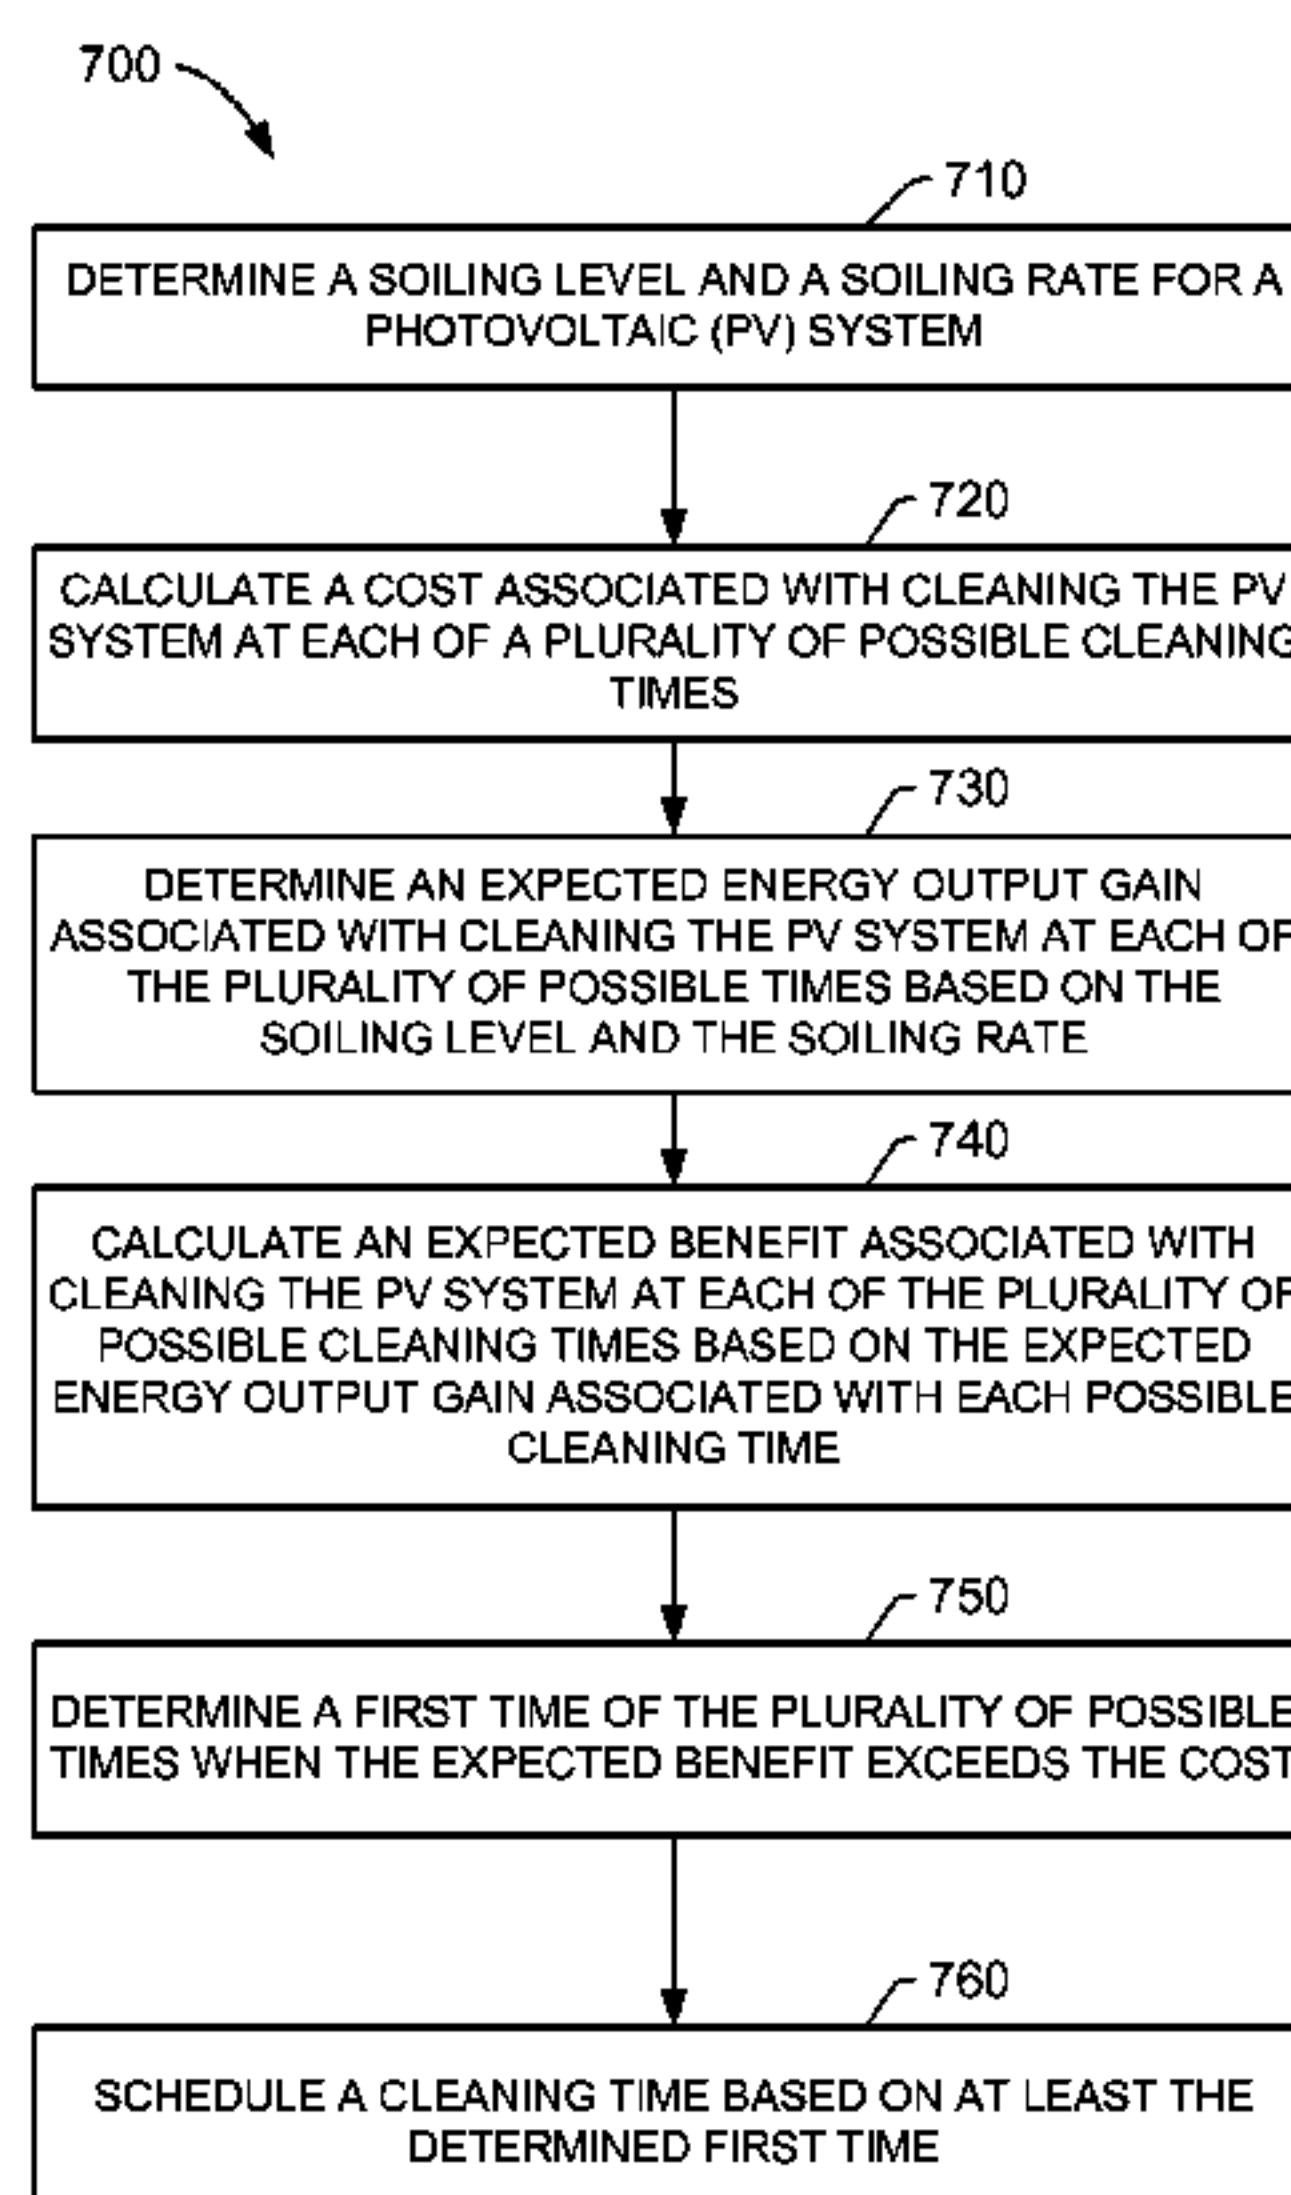 700
710
DETERMINE A SOILING LEVEL AND A SOILING RATE FOR A
PHOTOVOLTAIC (PV) SYSTEM
720
CALCULATE A COST ASSOCIATED WITH CLEANING THE PV
SYSTEM AT EACH OF A PLURALITY OF POSSIBLE CLEANING
TIMES
730
DETERMINE AN EXPECTED ENERGY OUTPUT GAIN
ASSOCIATED WITH CLEANING THE PV SYSTEM AT EACH OF
THE PLURALITY OF POSSIBLE TIMES BASED ON THE
SOILING LEVEL AND THE SOILING RATE
740
CALCULATE AN EXPECTED BENEFIT ASSOCIATED WITH
CLEANING THE PV SYSTEM AT EACH OF THE PLURALITY OF
POSSIBLE CLEANING TIMES BASED ON THE EXPECTED
ENERGY OUTPUT GAIN ASSOCIATED WITH EACH POSSIBLE
CLEANING TIME
750
DETERMINE A FIRST TIME OF THE PLURALITY OF POSSIBLE
TIMES WHEN THE EXPECTED BENEFIT EXCEEDS THE COST
760
SCHEDULE A CLEANING TIME BASED ON AT LEAST THE
DETERMINED FIRST TIME